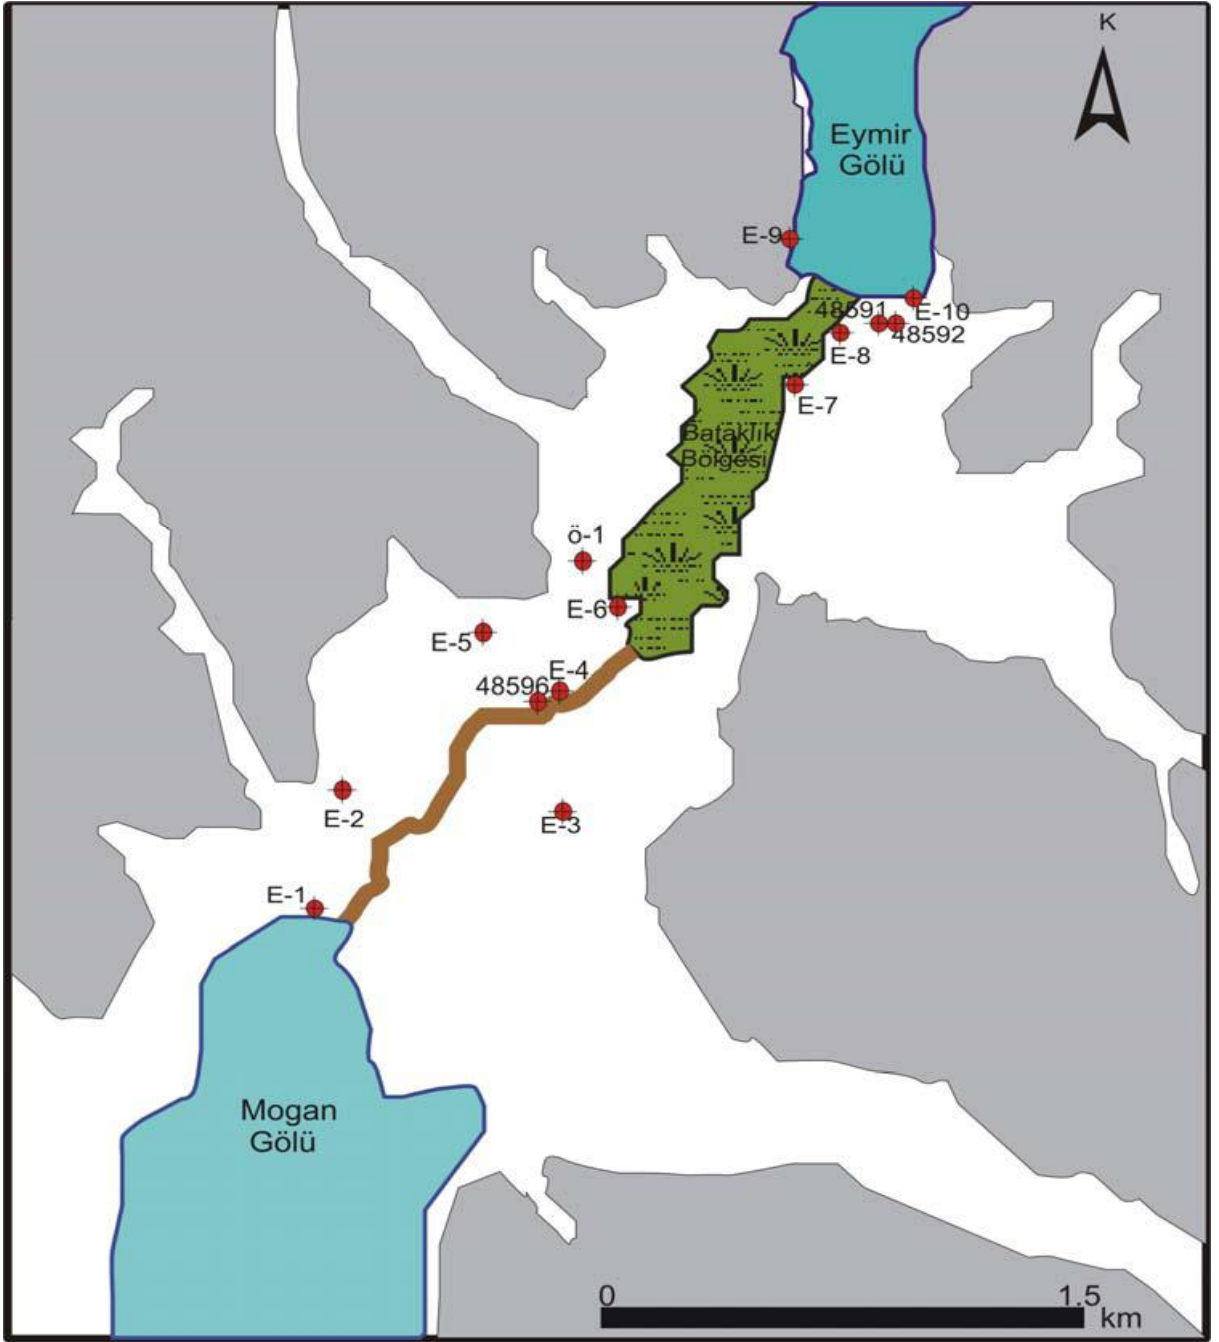 K
Eymir
Gölü
E-9
48591
E-10
48592
E-8
E-7
Bataklık
Bölgesi
ö-1
E-6
E-5
E-4
48596
E-2
E-3
E-1
Mogan
Gölü
0
1.5
km